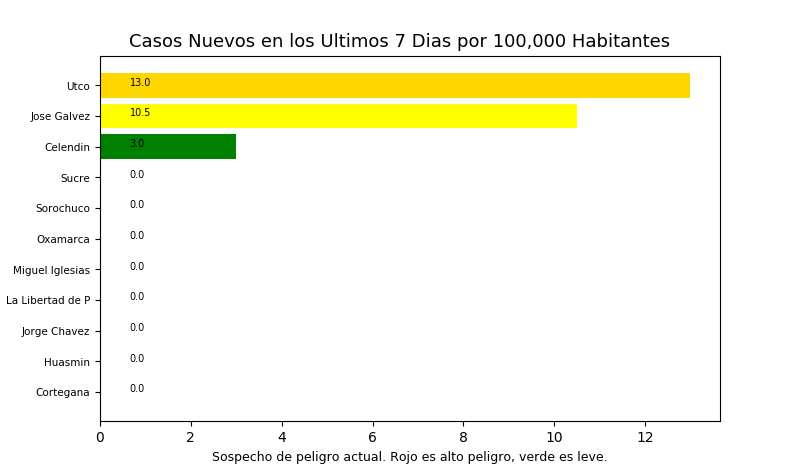 Casos Nuevos en los Ultimos 7 Dias por 100,000 Habitantes
Utco 13.0
Jose Galvez 10.5
Celendin 3.0
Sucre 0.0
Sorochuco 0.0
Oxamarca 0.0
Miguel Iglesias 0.0
La Libertad de P 0.0
Jorge Chavez 0.0
Huasmin 0.0
Cortegana 0.0
0 2 4 6 8 10 12
Sospecho de peligro actual. Rojo es alto peligro, verde es leve.